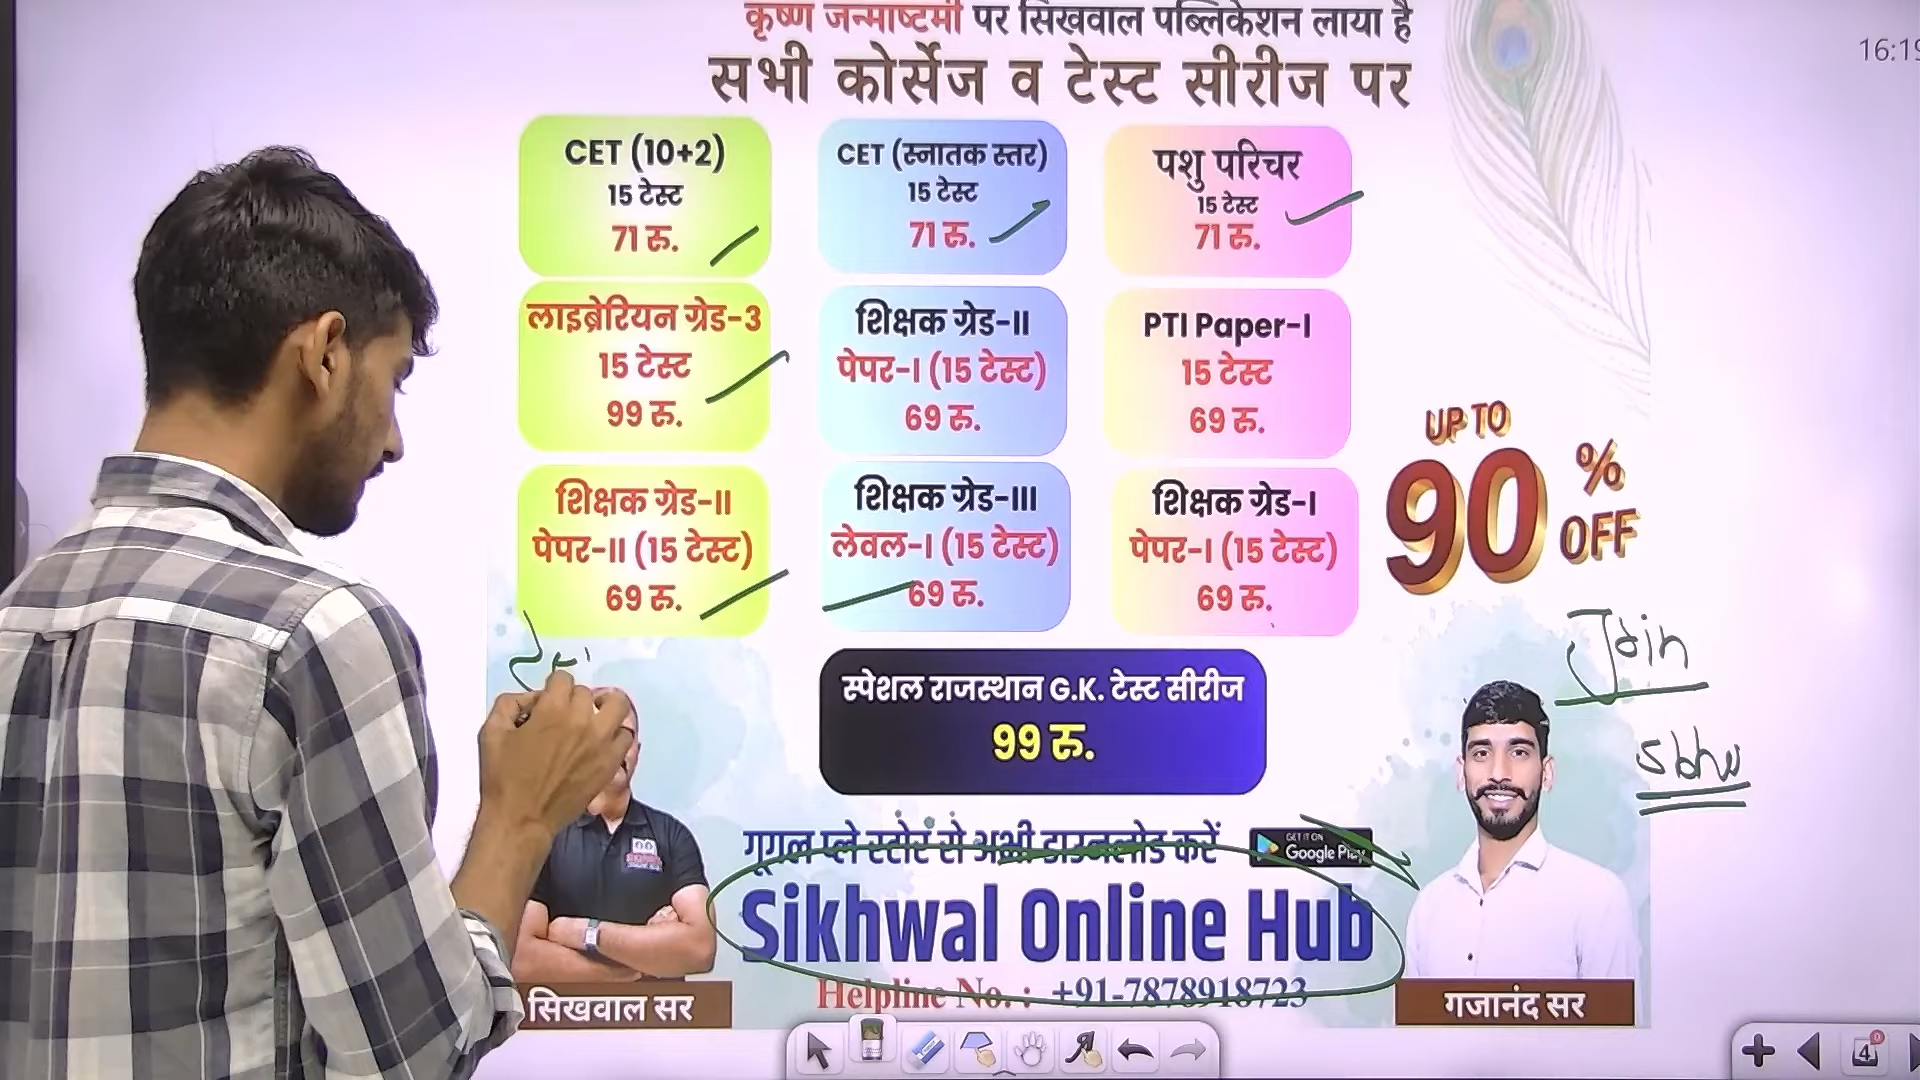 कृष्ण जन्माष्टमी पर सिखवाल पब्लिकेशन लाया है
16:19
सभी कोर्सेज व टेस्ट सीरीज पर
CET (10+2)
15 टेस्ट
71 रु.
CET (स्नातक स्तर)
15 टेस्ट
71 रु.
पशु परिचर
15 टेस्ट
71 रु.
लाइब्रेरियन ग्रेड-3
15 टेस्ट
99 रु.
शिक्षक ग्रेड-II
पेपर-I (15 टेस्ट)
69 रु.
PTI Paper-I
15 टेस्ट
69 रु.
UP TO
90 % OFF
शिक्षक ग्रेड-II
पेपर-II (15 टेस्ट)
69 रु.
शिक्षक ग्रेड-III
लेवल-I (15 टेस्ट)
69 रु.
शिक्षक ग्रेड-I
पेपर-I (15 टेस्ट)
69 रु.
Join
स्पेशल राजस्थान G.K. टेस्ट सीरीज
99 रु.
गूगल प्ले स्टोर से अभी डाउनलोड करें
GET IT ON
Google Play
Sikhwal Online Hub
Helpline No. : +91-7878918723
सिखवाल सर
गजानंद सर
4